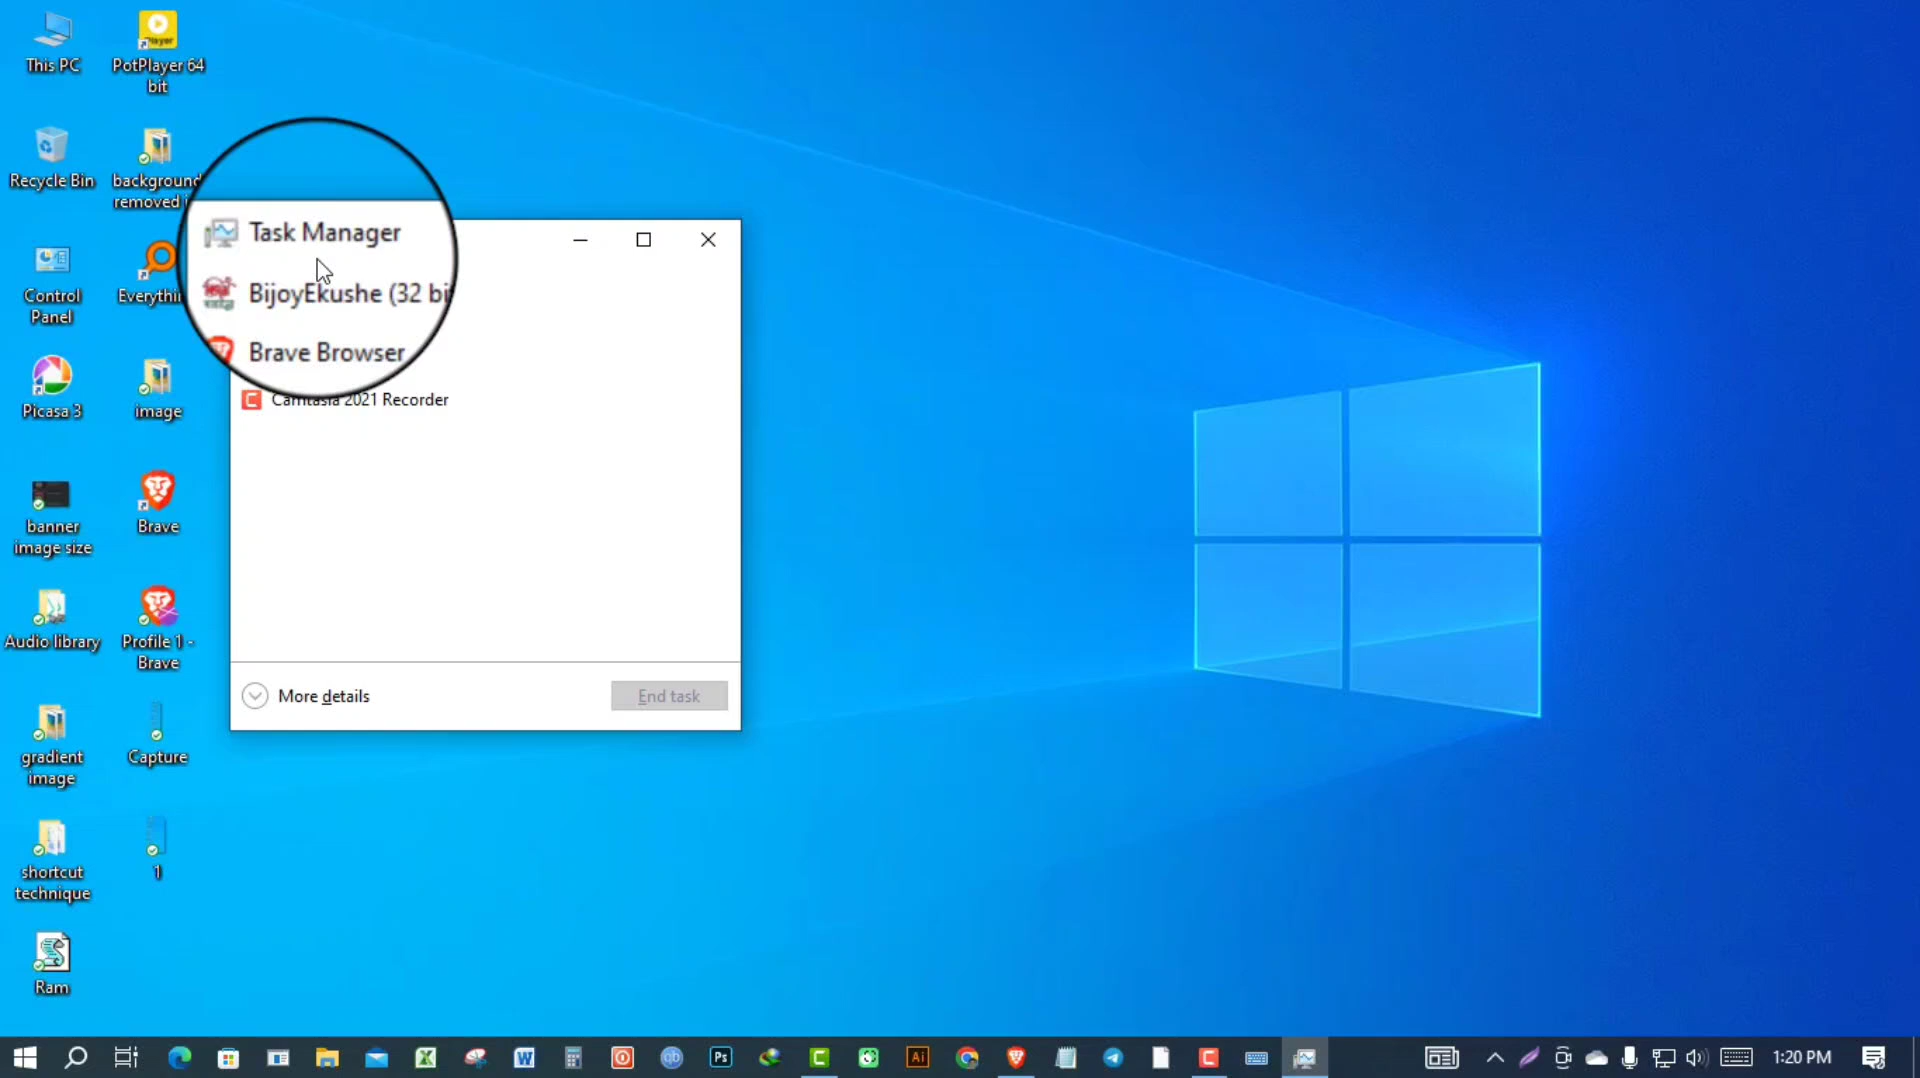 This PC
PotPlayer 64
bit
Recycle Bin
background
removed
Control
Panel
Picasa 3
image
banner
image size
Brave
Audio library
Profile 1 -
Brave
gradient
image
Capture
shortcut
technique
1
Ram
Task Manager
BijoyEkushe (32
Brave Browser
Camtasia 2021 Recorder
More details
End task
1:20 PM